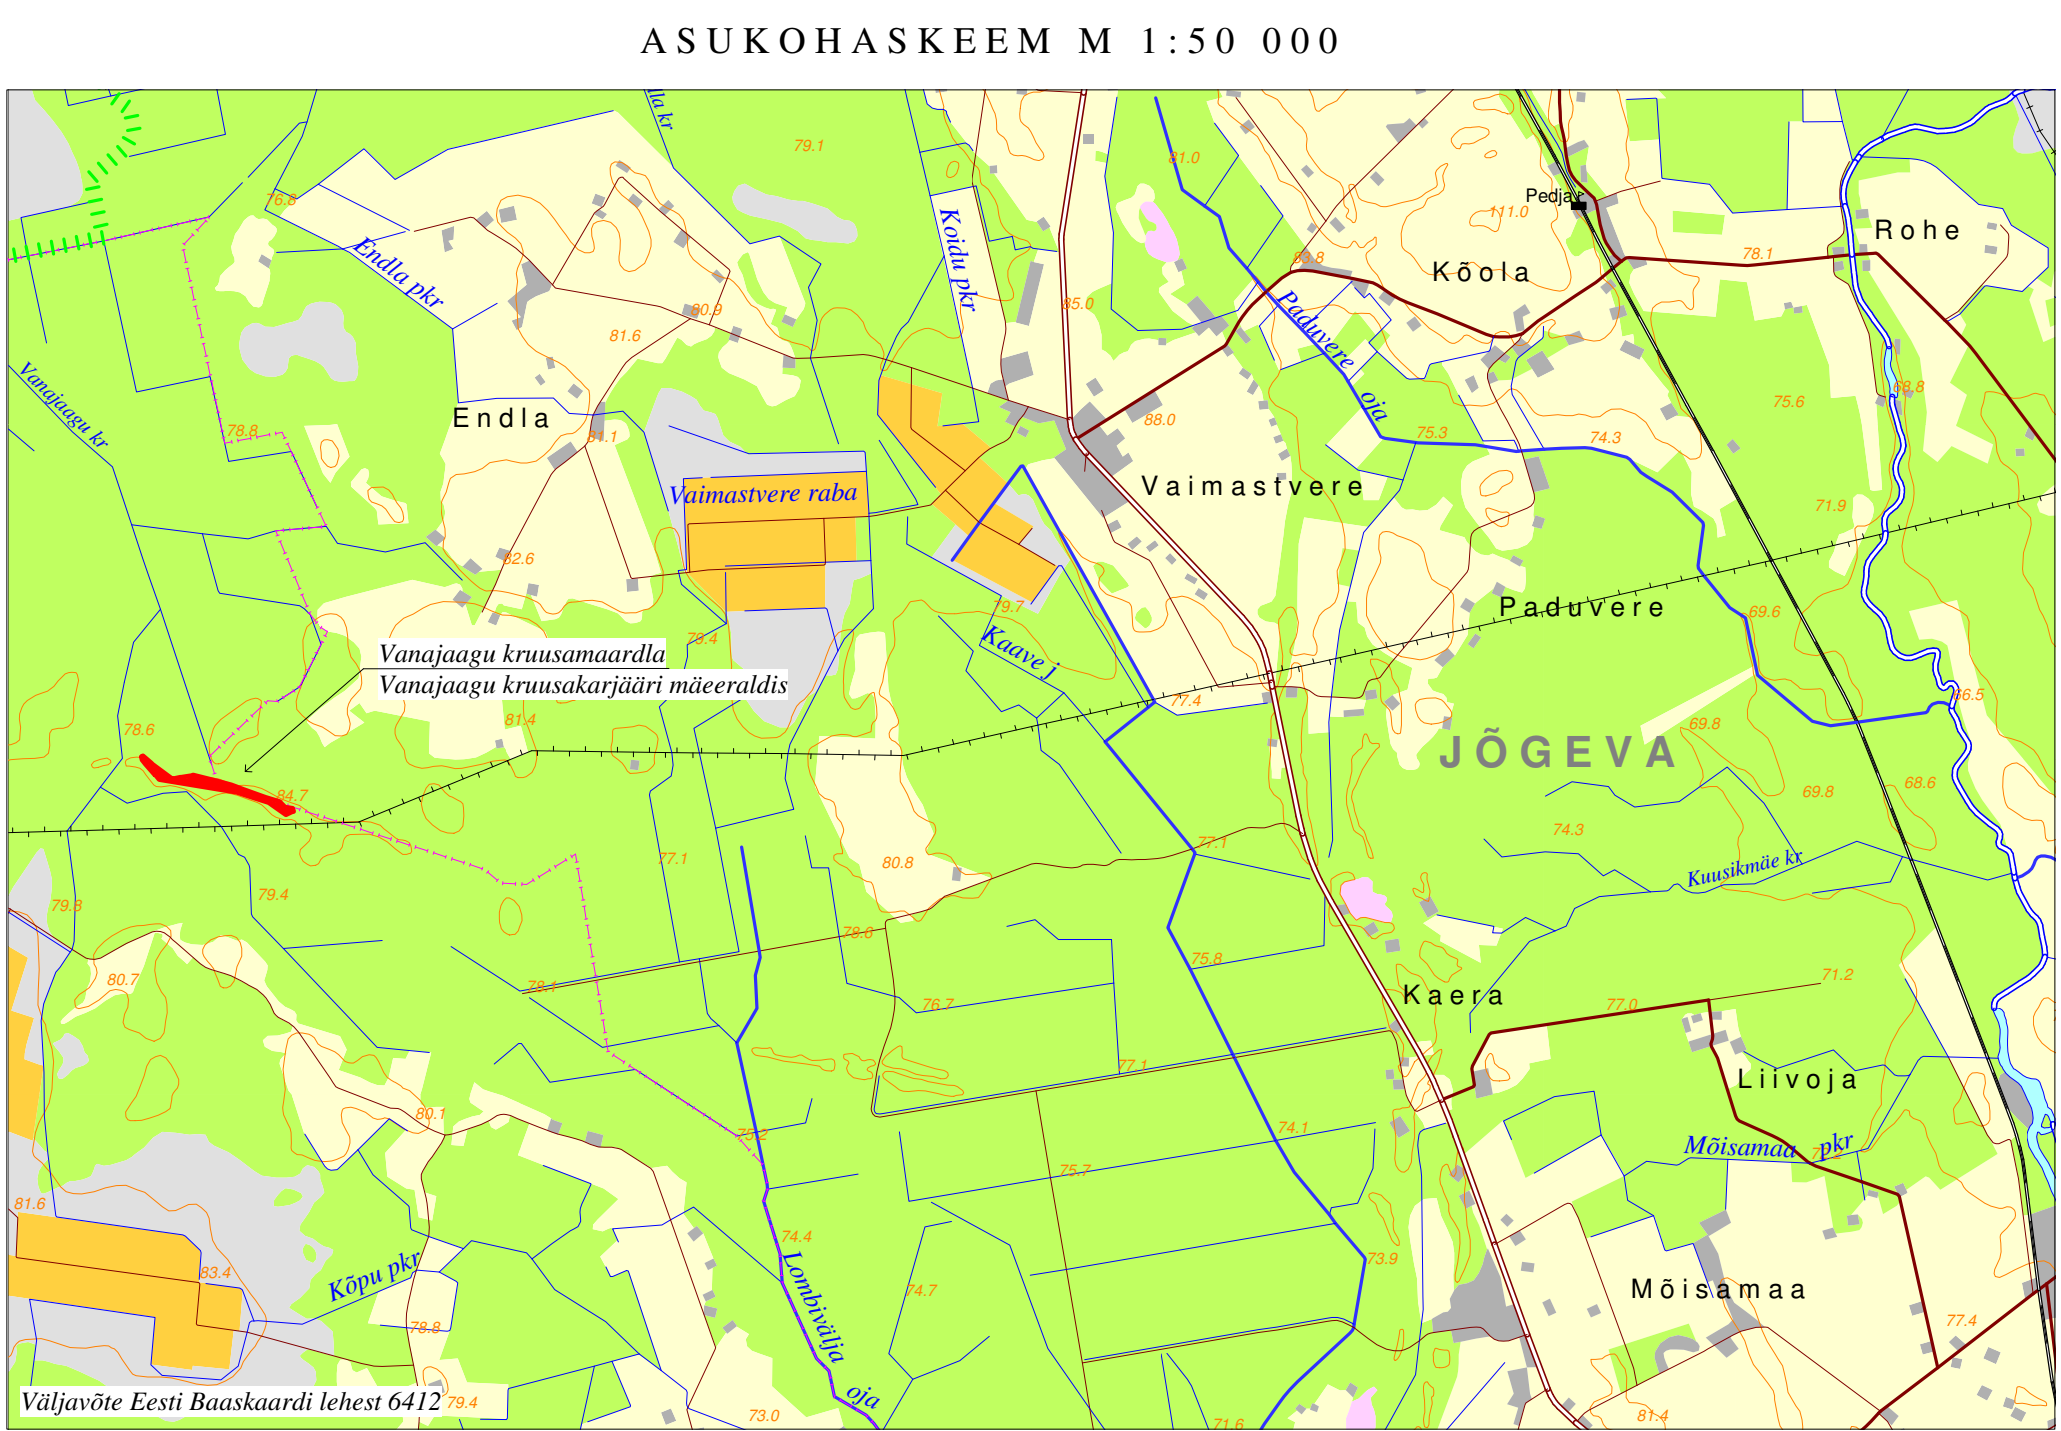 ASUKOHASKEEM M 1:50 000
lla kr
79.1
81.0
76.8
Pedja
111.0
Koidu pkr
Rohe
Endla pkr
78.1
83.8
Kõola
85.0
80.9
Paduvere oja
81.6
Vanajaagu kr
68.8
75.6
Endla
88.0
78.8
81.1
75.3
74.3
Vaimastvere raba
Vaimastvere
71.9
82.6
79.7
Paduvere
69.6
79.4
Kaave j
Vanajaagu kruusamaardla
Vanajaagu kruusakarjääri mäeeraldis
77.4
66.5
81.4
69.8
78.6
JÕGEVA
84.7
69.8
68.6
74.3
77.1
77.1
80.8
Kuusikmäe kr
79.4
79.8
78.6
75.8
80.7
71.2
78.1
Kaera
77.0
76.7
77.1
Liivoja
80.1
75.2
74.1
Mõisamaa pkr
75.7
81.6
74.4
73.9
83.4
Kõpu pkr
74.7
Mõisamaa
Lombivälja oja
78.8
77.4
Väljavõte Eesti Baaskaardi lehest 6412
79.4
73.0
81.4
71.6